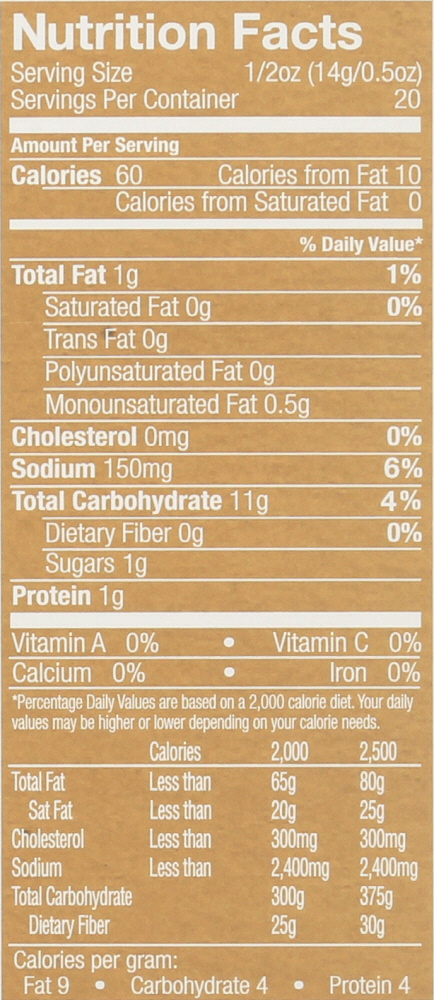 Nutrition Facts
Serving Size 1/2oz (14g/0.5oz)
Servings Per Container 20
Amount Per Serving
Calories 60 Calories from Fat 10
Calories from Saturated Fat 0
% Daily Value*
Total Fat 1g 1%
Saturated Fat 0g 0%
Trans Fat 0g
Polyunsaturated Fat 0g
Monounsaturated Fat 0.5g
Cholesterol 0mg 0%
Sodium 150mg 6%
Total Carbohydrate 11g 4%
Dietary Fiber 0g 0%
Sugars 1g
Protein 1g
Vitamin A 0% • Vitamin C 0%
Calcium 0% • Iron 0%
*Percentage Daily Values are based on a 2,000 calorie diet. Your daily
values may be higher or lower depending on your calorie needs.
Calories 2,000 2,500
Total Fat Less than 65g 80g
Sat Fat Less than 20g 25g
Cholesterol Less than 300mg 300mg
Sodium Less than 2,400mg 2,400mg
Total Carbohydrate 300g 375g
Dietary Fiber 25g 30g
Calories per gram:
Fat 9 • Carbohydrate 4 • Protein 4